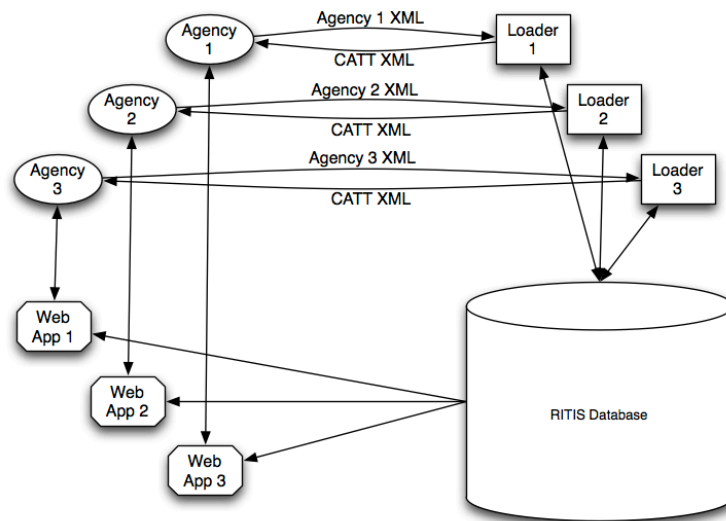 Agency
1
Agency 1 XML
CATT XML
Loader
1
Agency
2
Agency 2 XML
CATT XML
Loader
2
Agency
3
Agency 3 XML
CATT XML
Loader
3
Web
App 1
Web
App 2
Web
App 3
RITIS Database